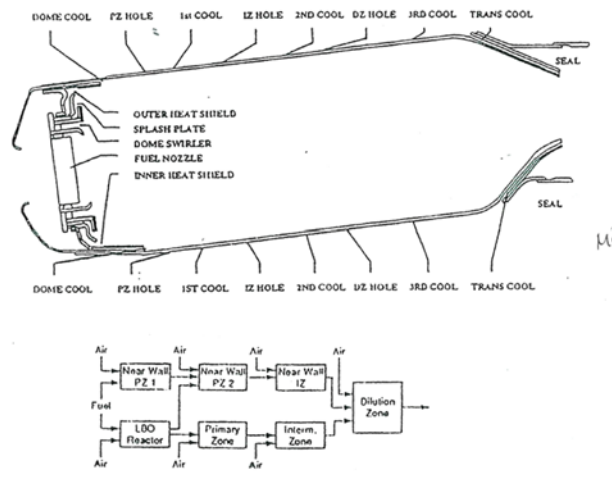 DOME COOL PZ HOLE 1st COOL IZ HOLE 2ND COOL DZ HOLE 3RD COOL TRANS COOL
SEAL
OUTER HEAT SHIELD
SPLASH PLATE
DOME SWIRLER
FUEL NOZZLE
INNER HEAT SHIELD
SEAL
DOME COOL PZ HOLE 1ST COOL IZ HOLE 2ND COOL DZ HOLE 3RD COOL TRANS COOL
Air Air Air Air
Near Wall PZ 1
Near Wall PZ 2
Near Wall IZ
Dilution Zone
Fuel
LBO Reactor
Primary Zone
Interm. Zone
Air Air Air